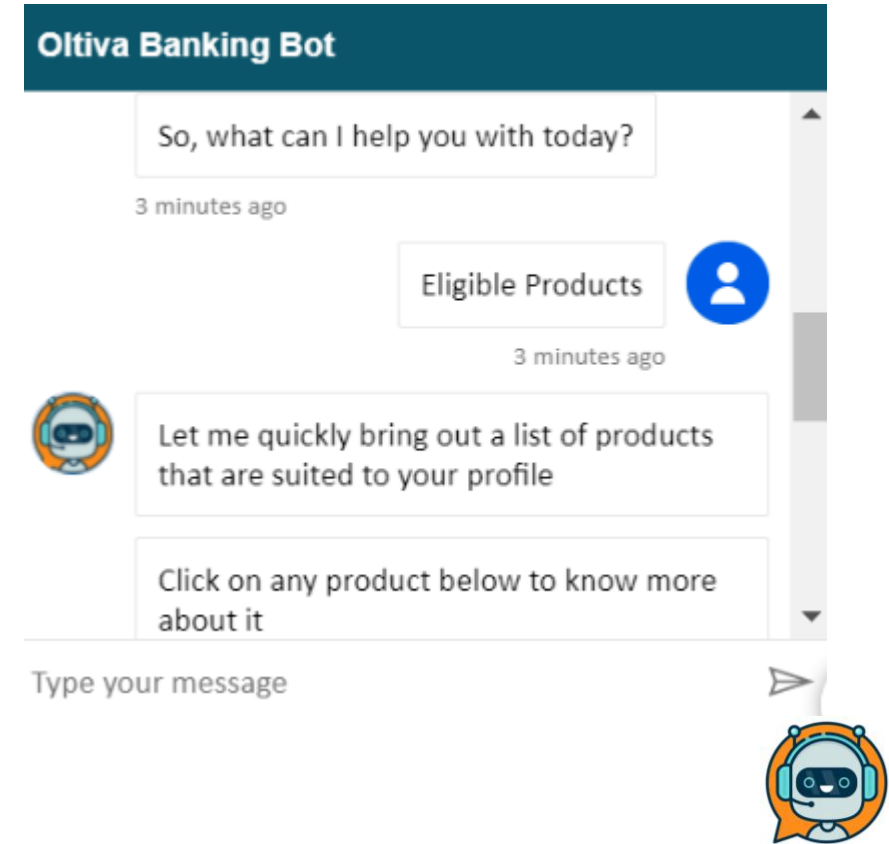 Oltiva Banking Bot
So, what can I help you with today?
3 minutes ago
Eligible Products
3 minutes ago
Let me quickly bring out a list of products
that are suited to your profile
Click on any product below to know more
about it
Type your message